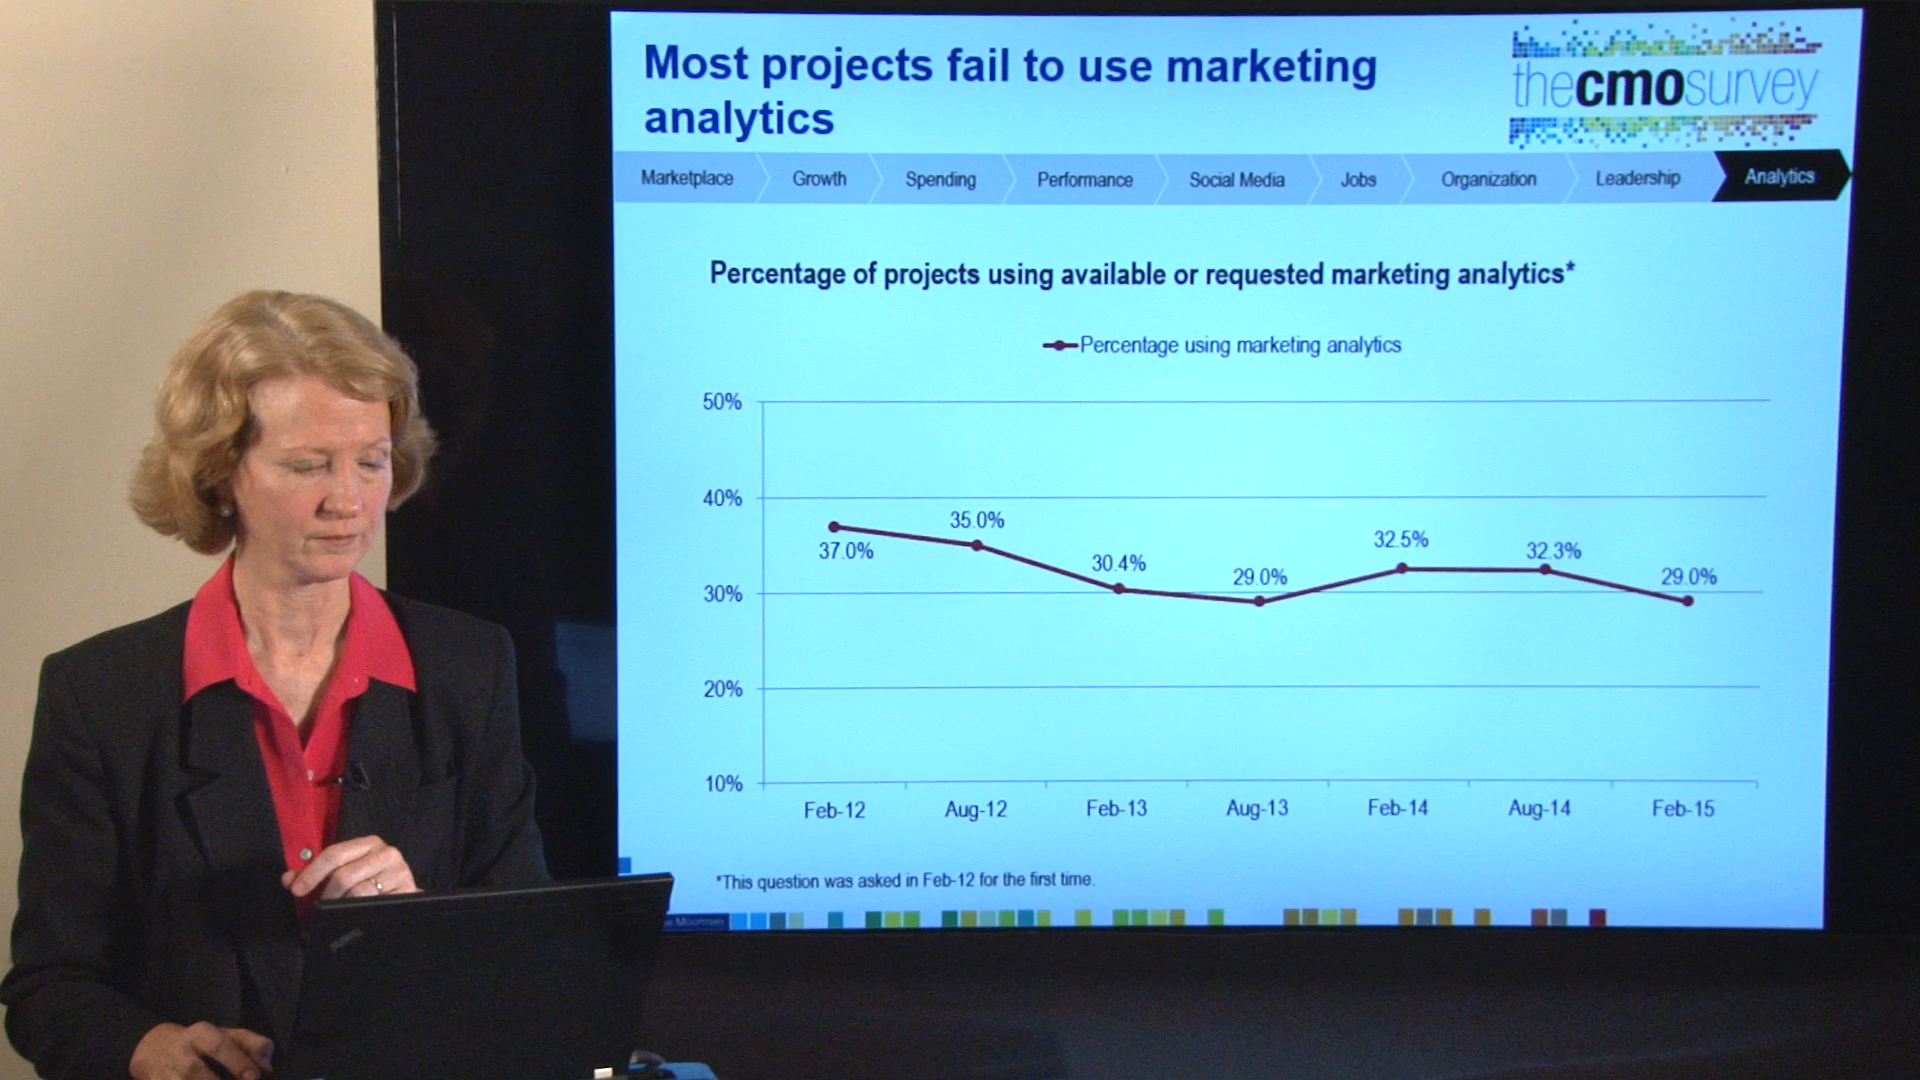 Most projects fail to use marketing
analytics
thecmosurvey
Marketplace Growth Spending Performance Social Media Jobs Organization Leadership Analytics
Percentage of projects using available or requested marketing analytics*
Percentage using marketing analytics
50%
40%
30%
20%
10%
37.0%
35.0%
30.4%
29.0%
32.5%
32.3%
29.0%
Feb-12 Aug-12 Feb-13 Aug-13 Feb-14 Aug-14 Feb-15
*This question was asked in Feb-12 for the first time.
Moorman